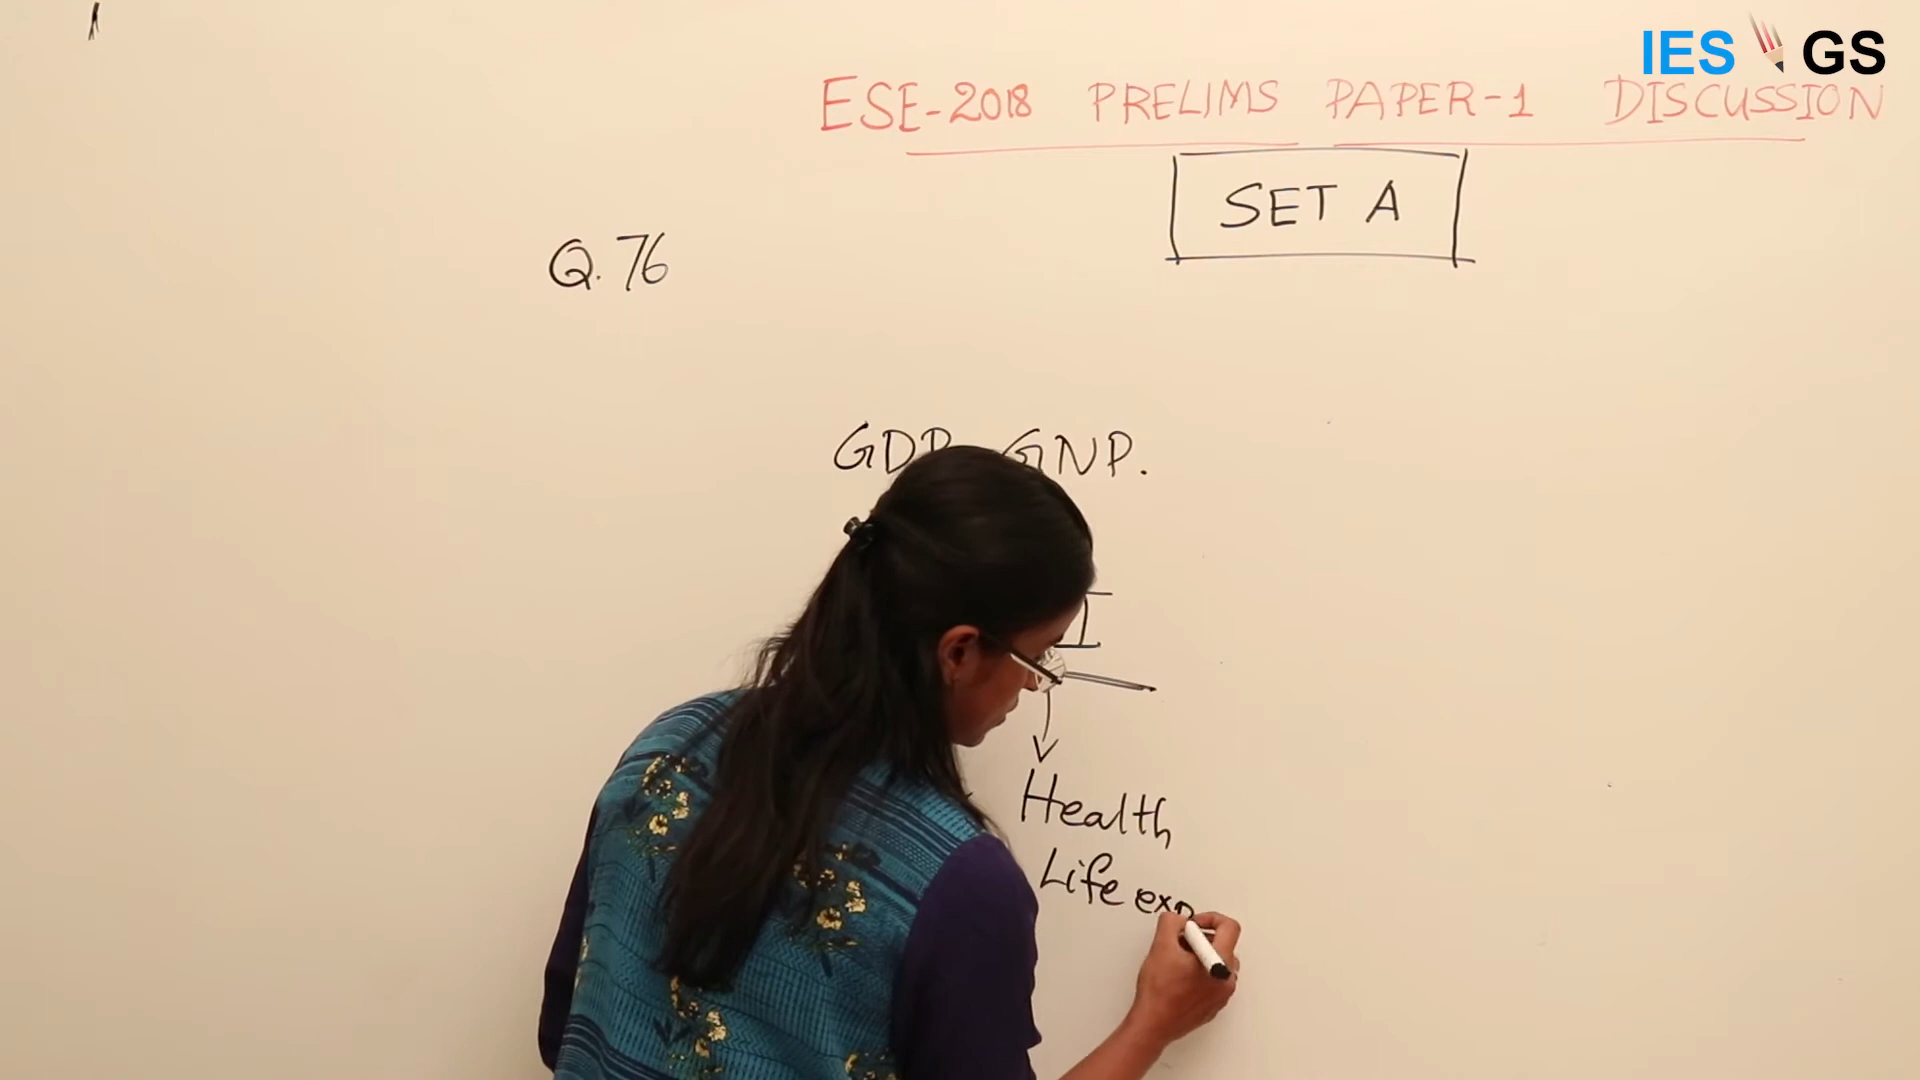 IES GS
ESE-2018 PRELIMS PAPER-1 DISCUSSION
SET A
Q.76
GNP.
Health
Life